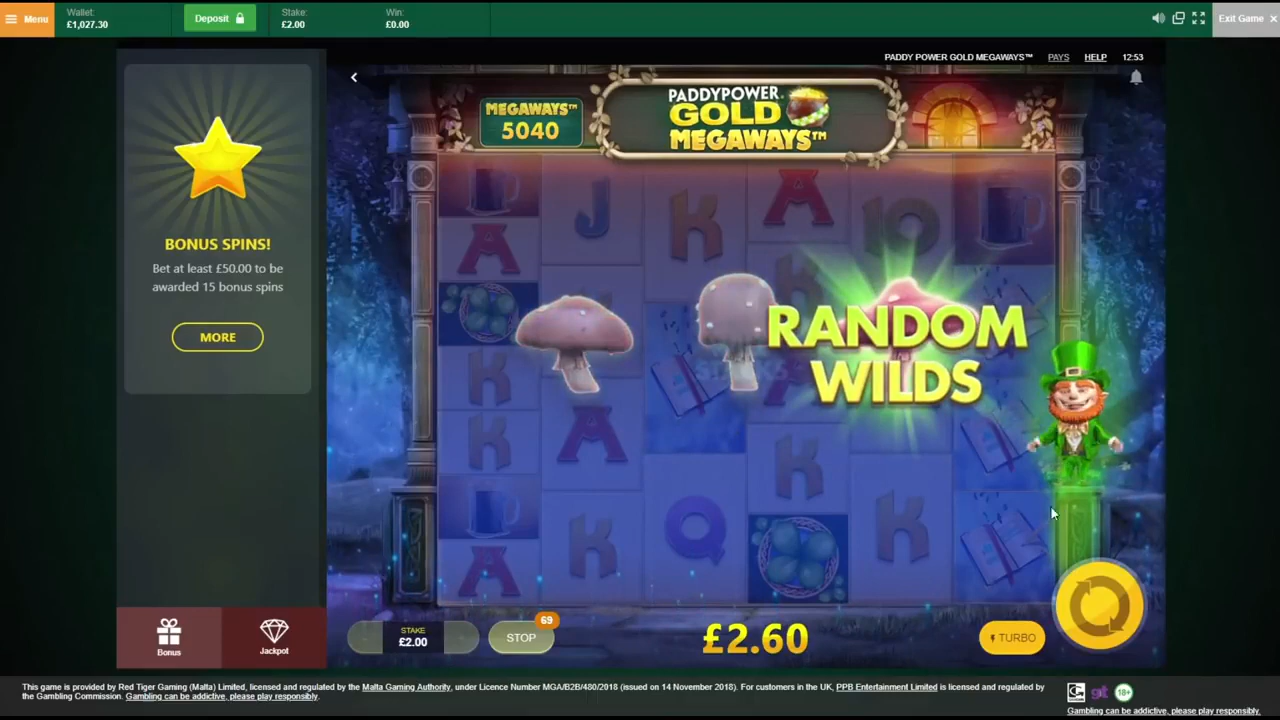 Menu
Wallet:
£1,027.30
Deposit
Stake:
£2.00
Win:
£0.00
Exit Game ×
PADDY POWER GOLD MEGAWAYS™ PAYS HELP 12:53
MEGAWAYS™
5040
PADDYPOWER
GOLD
MEGAWAYS™
BONUS SPINS!
Bet at least £50.00 to be
awarded 15 bonus spins
MORE
J
K
A
10
A
K
K
A
K
K
Q
A
K
K
RANDOM
WILDS
Bonus
Jackpot
STAKE
£2.00
STOP
69
£2.60
TURBO
This game is provided by Red Tiger Gaming (Malta) Limited, licensed and regulated by the Malta Gaming Authority, under Licence Number MGA/B2B/480/2018 (issued on 14 November 2018). For customers in the UK, PPB Entertainment Limited is licensed and regulated by
the Gambling Commission. Gambling can be addictive, please play responsibly.
18+
Gambling can be addictive, please play responsibly.